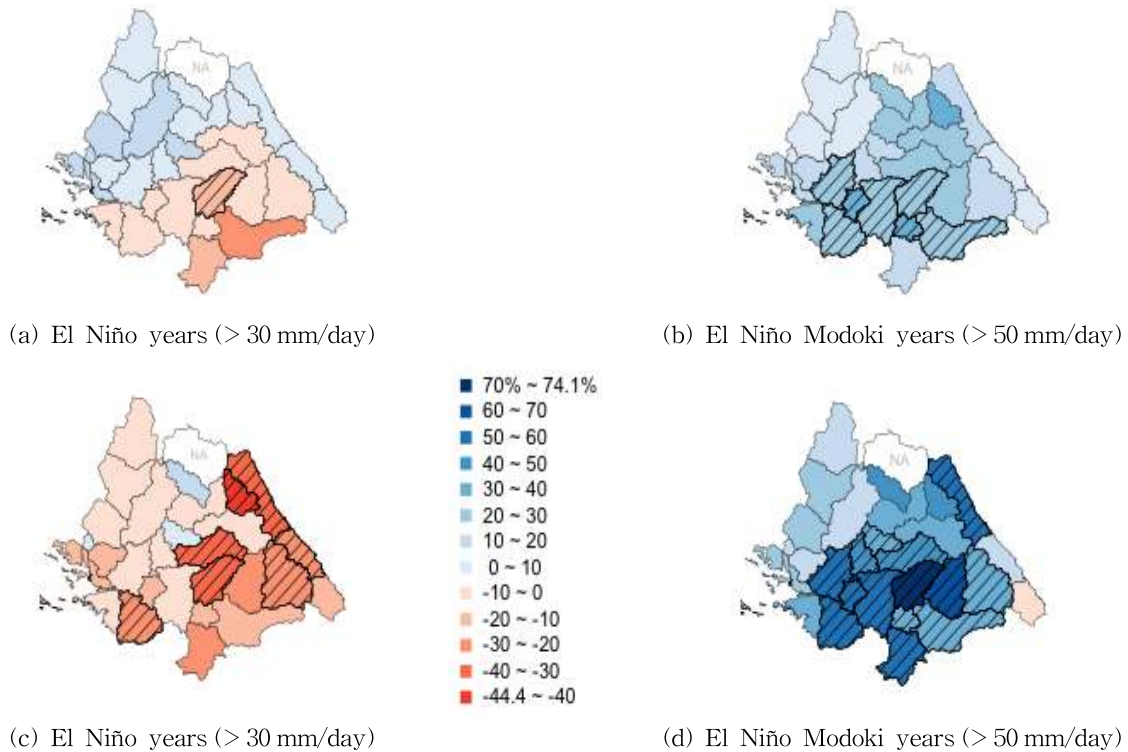 NA
NA
(a) El Niño years (> 30 mm/day)
(b) El Niño Modoki years (> 50 mm/day)
70% ~ 74.1%
60 ~ 70
50 ~ 60
40 ~ 50
30 ~ 40
20 ~ 30
10 ~ 20
0 ~ 10
-10 ~ 0
-20 ~ -10
-30 ~ -20
-40 ~ -30
-44.4 ~ -40
NA
NA
(c) El Niño years (> 30 mm/day)
(d) El Niño Modoki years (> 50 mm/day)